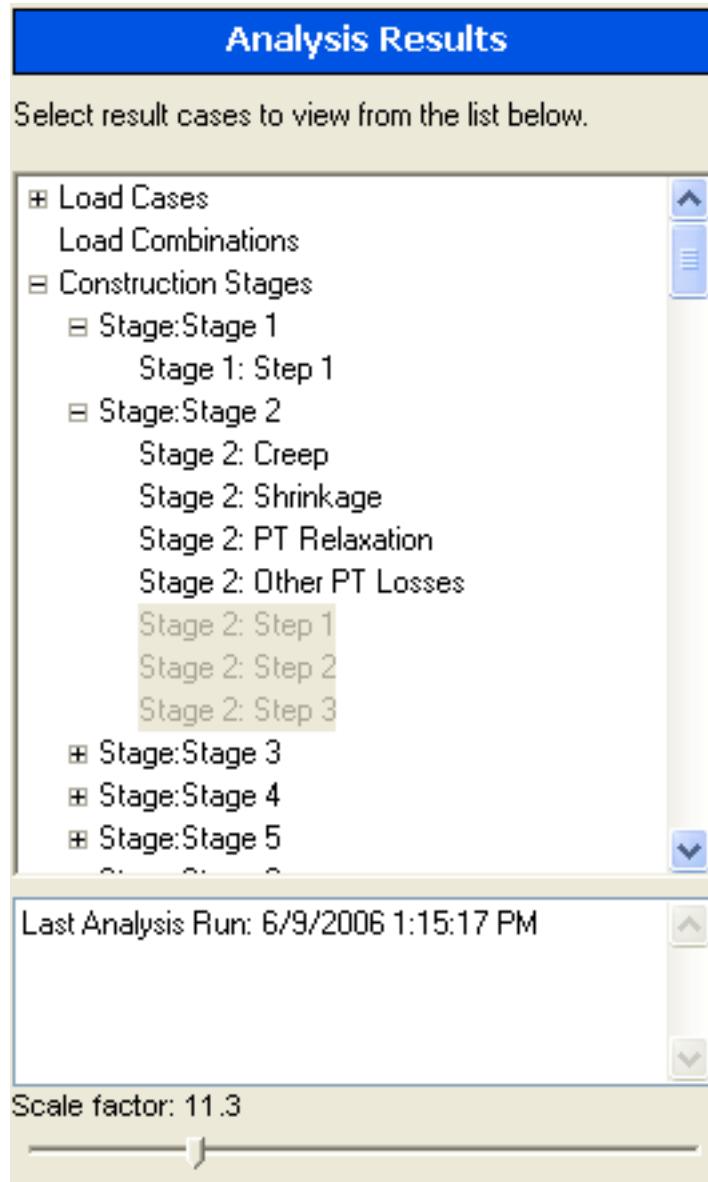 Analysis Results
Select result cases to view from the list below.
Load Cases
Load Combinations
Construction Stages
Stage:Stage 1
Stage 1: Step 1
Stage:Stage 2
Stage 2: Creep
Stage 2: Shrinkage
Stage 2: PT Relaxation
Stage 2: Other PT Losses
Stage 2: Step 1
Stage 2: Step 2
Stage 2: Step 3
Stage:Stage 3
Stage:Stage 4
Stage:Stage 5
Last Analysis Run: 6/9/2006 1:15:17 PM
Scale factor: 11.3